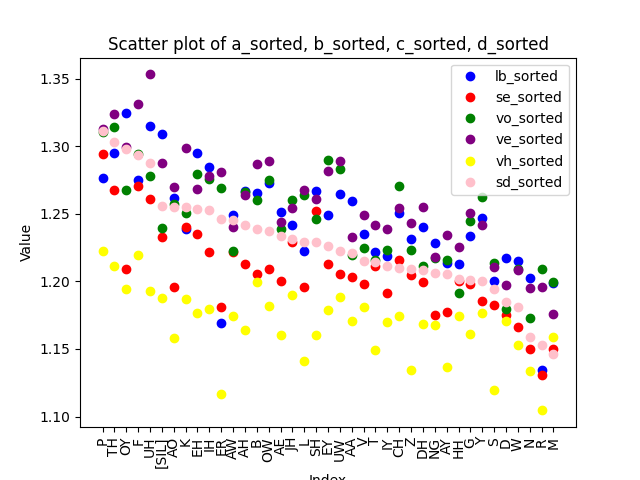 Scatter plot of a_sorted, b_sorted, c_sorted, d_sorted
lb_sorted
se_sorted
vo_sorted
ve_sorted
vh_sorted
sd_sorted
Value
1.35
1.30
1.25
1.20
1.15
1.10
P
TH
OY
F
UH
[SIL]
AO
K
EH
IH
ER
AW
AH
B
OW
AE
JH
L
SH
EY
UW
AA
V
T
IY
CH
Z
DH
NG
AY
HH
G
Y
S
D
W
N
R
M
Index